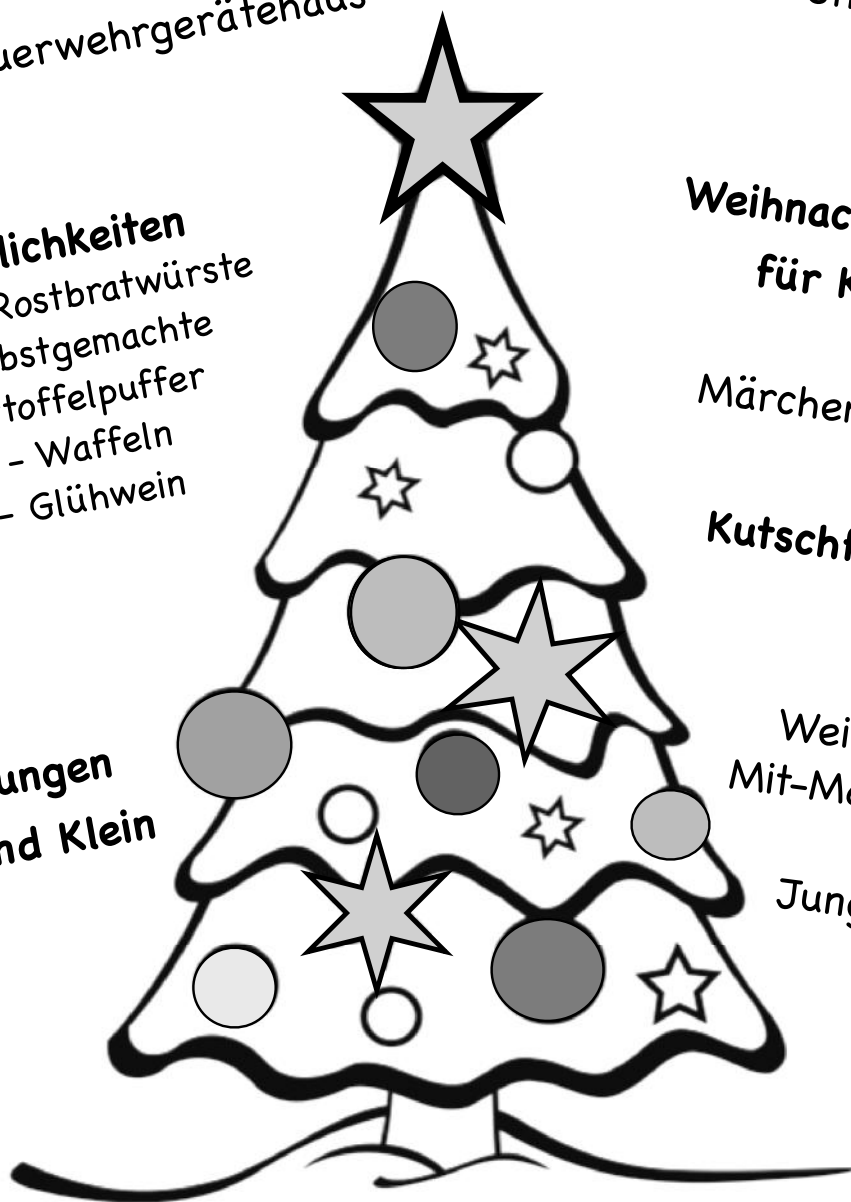 uerwehrgerätehaus
lichkeiten
Rostbratwürste
bstgemachte
toffelpuffer
– Waffeln
– Glühwein
ungen
nd Klein
Weihnac
für K
Märchen
Kutschf
Wei
Mit-Ma
Jung